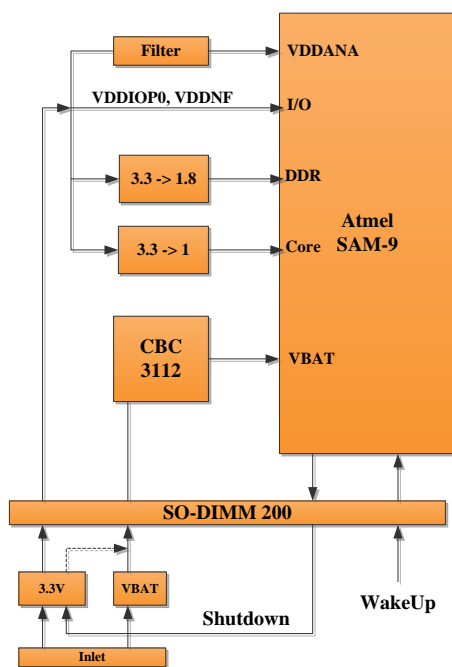 Filter
VDDANA
VDDIOP0, VDDNF
I/O
3.3 -> 1.8
DDR
Atmel
SAM-9
3.3 -> 1
Core
CBC
3112
VBAT
SO-DIMM 200
3.3V
VBAT
WakeUp
Shutdown
Inlet